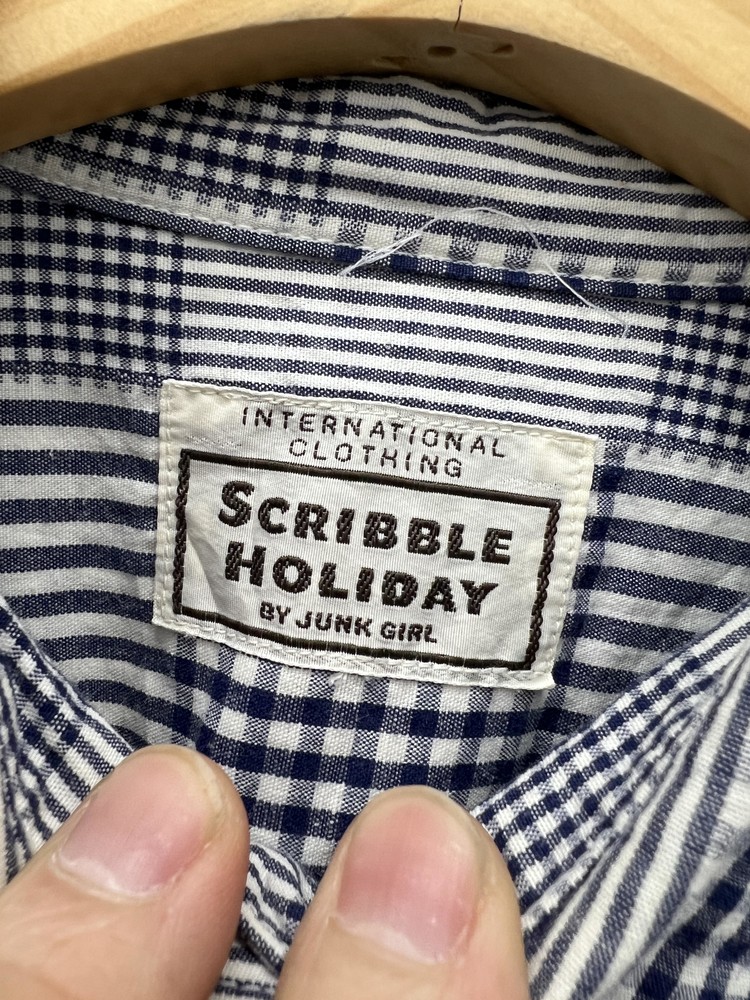 INTERNATIONAL
CLOTHING
SCRIBBLE
HOLIDAY
BY JUNK GIRL